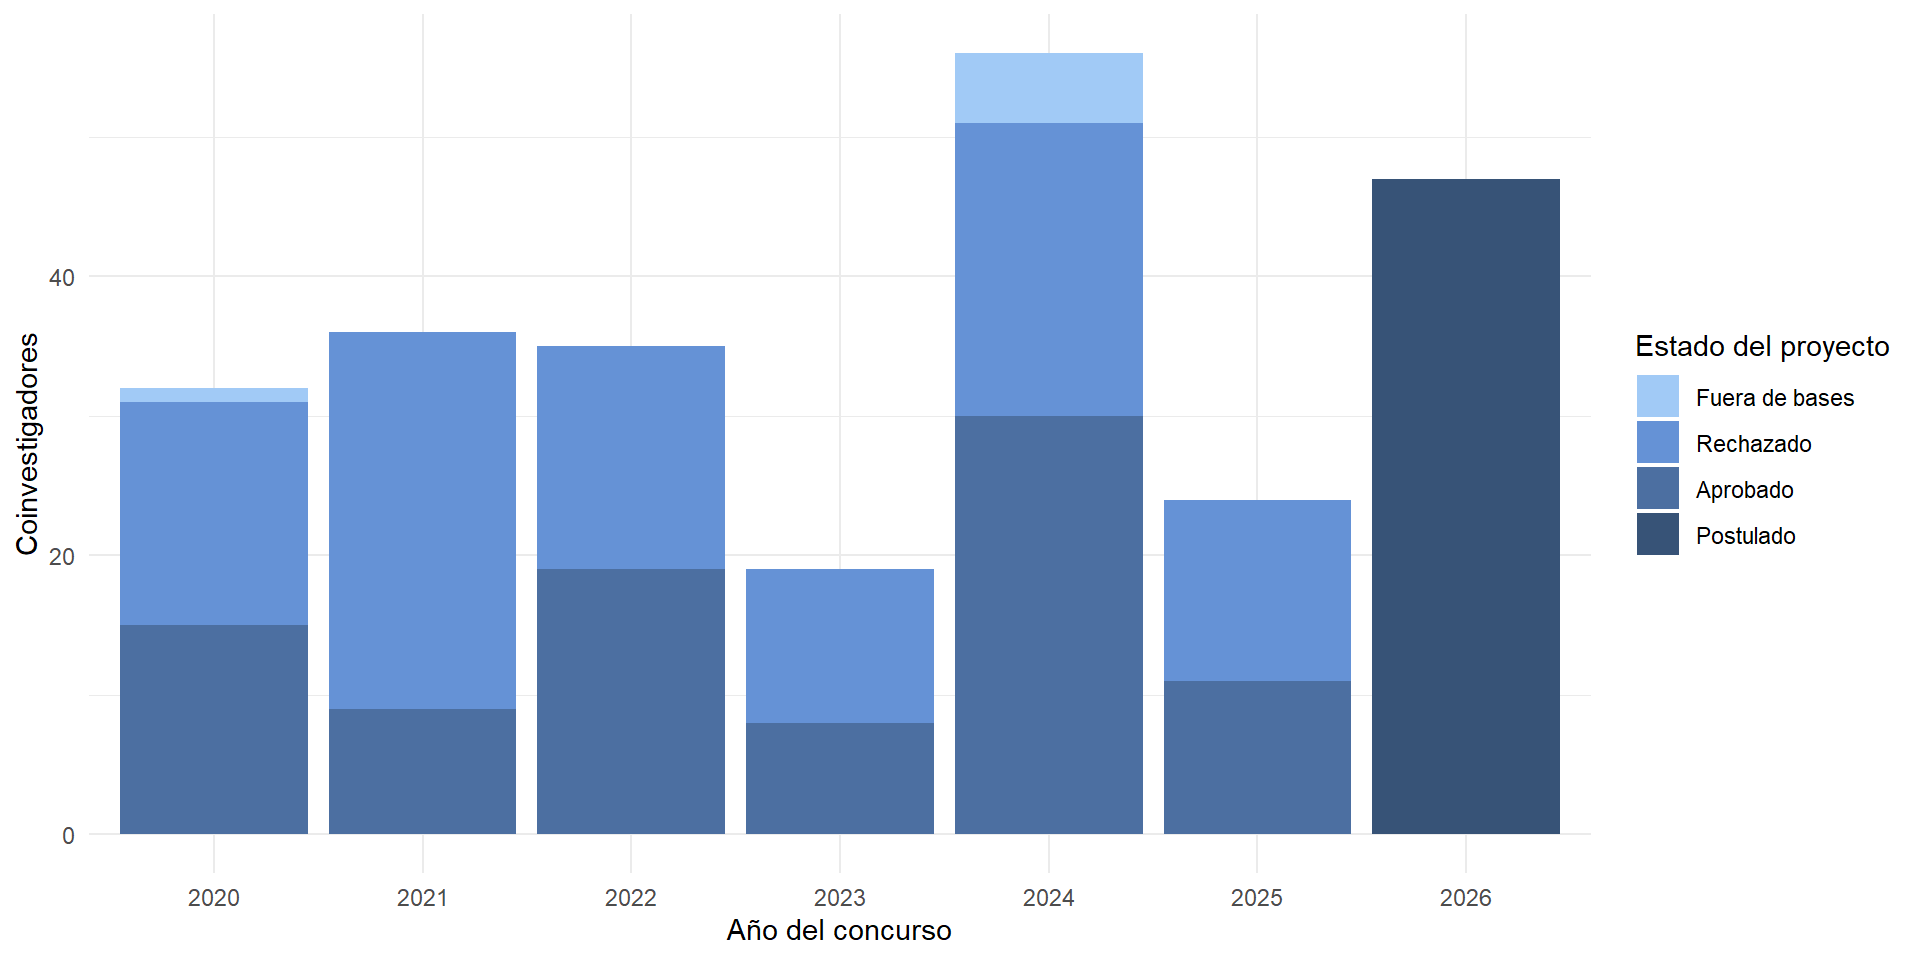 Coinvestigadores
40
20
0
2020 2021 2022 2023 2024 2025 2026
Año del concurso
Estado del proyecto
Fuera de bases
Rechazado
Aprobado
Postulado